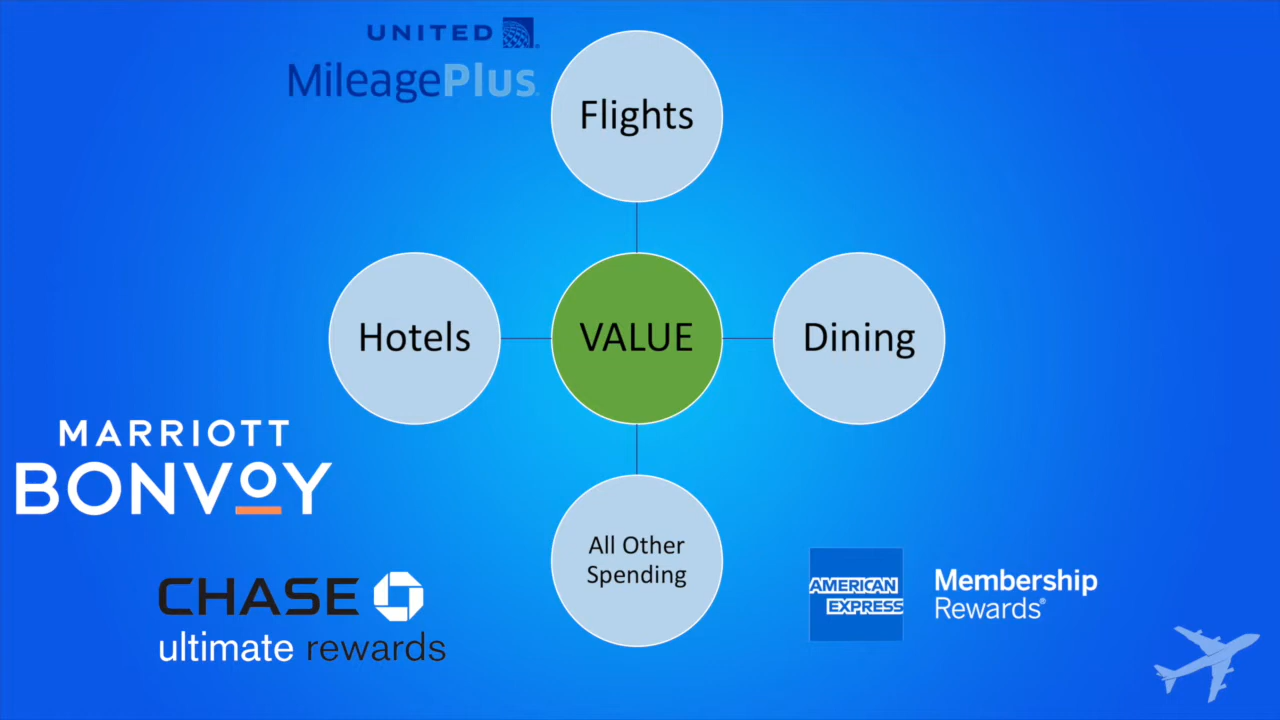 UNITED
MileagePlus
Flights
Hotels
VALUE
Dining
MARRIOTT
BONVOY
All Other
Spending
CHASE
ultimate rewards
AMERICAN
EXPRESS
Membership
Rewards®